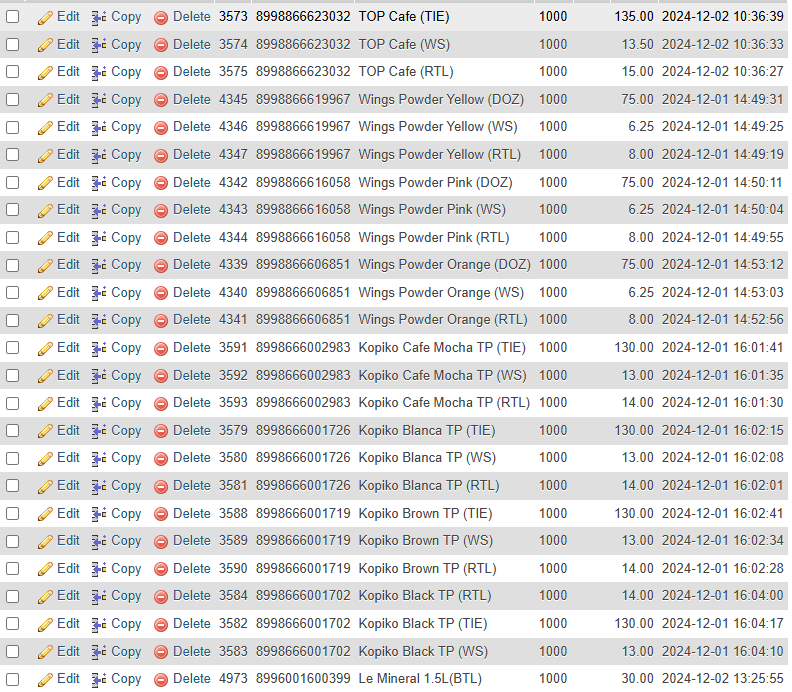 Edit Copy Delete 3573 8998866623032 TOP Cafe (TIE) 1000 135.00 2024-12-02 10:36:39
Edit Copy Delete 3574 8998866623032 TOP Cafe (WS) 1000 13.50 2024-12-02 10:36:33
Edit Copy Delete 3575 8998866623032 TOP Cafe (RTL) 1000 15.00 2024-12-02 10:36:27
Edit Copy Delete 4345 8998866619967 Wings Powder Yellow (DOZ) 1000 75.00 2024-12-01 14:49:31
Edit Copy Delete 4346 8998866619967 Wings Powder Yellow (WS) 1000 6.25 2024-12-01 14:49:25
Edit Copy Delete 4347 8998866619967 Wings Powder Yellow (RTL) 1000 8.00 2024-12-01 14:49:19
Edit Copy Delete 4342 8998866616058 Wings Powder Pink (DOZ) 1000 75.00 2024-12-01 14:50:11
Edit Copy Delete 4343 8998866616058 Wings Powder Pink (WS) 1000 6.25 2024-12-01 14:50:04
Edit Copy Delete 4344 8998866616058 Wings Powder Pink (RTL) 1000 8.00 2024-12-01 14:49:55
Edit Copy Delete 4339 8998866606851 Wings Powder Orange (DOZ) 1000 75.00 2024-12-01 14:53:12
Edit Copy Delete 4340 8998866606851 Wings Powder Orange (WS) 1000 6.25 2024-12-01 14:53:03
Edit Copy Delete 4341 8998866606851 Wings Powder Orange (RTL) 1000 8.00 2024-12-01 14:52:56
Edit Copy Delete 3591 8998666002983 Kopiko Cafe Mocha TP (TIE) 1000 130.00 2024-12-01 16:01:41
Edit Copy Delete 3592 8998666002983 Kopiko Cafe Mocha TP (WS) 1000 13.00 2024-12-01 16:01:35
Edit Copy Delete 3593 8998666002983 Kopiko Cafe Mocha TP (RTL) 1000 14.00 2024-12-01 16:01:30
Edit Copy Delete 3579 8998666001726 Kopiko Blanca TP (TIE) 1000 130.00 2024-12-01 16:02:15
Edit Copy Delete 3580 8998666001726 Kopiko Blanca TP (WS) 1000 13.00 2024-12-01 16:02:08
Edit Copy Delete 3581 8998666001726 Kopiko Blanca TP (RTL) 1000 14.00 2024-12-01 16:02:01
Edit Copy Delete 3588 8998666001719 Kopiko Brown TP (TIE) 1000 130.00 2024-12-01 16:02:41
Edit Copy Delete 3589 8998666001719 Kopiko Brown TP (WS) 1000 13.00 2024-12-01 16:02:34
Edit Copy Delete 3590 8998666001719 Kopiko Brown TP (RTL) 1000 14.00 2024-12-01 16:02:28
Edit Copy Delete 3584 8998666001702 Kopiko Black TP (RTL) 1000 14.00 2024-12-01 16:04:00
Edit Copy Delete 3582 8998666001702 Kopiko Black TP (TIE) 1000 130.00 2024-12-01 16:04:17
Edit Copy Delete 3583 8998666001702 Kopiko Black TP (WS) 1000 13.00 2024-12-01 16:04:10
Edit Copy Delete 4973 8996001600399 Le Mineral 1.5L(BTL) 1000 30.00 2024-12-02 13:25:55